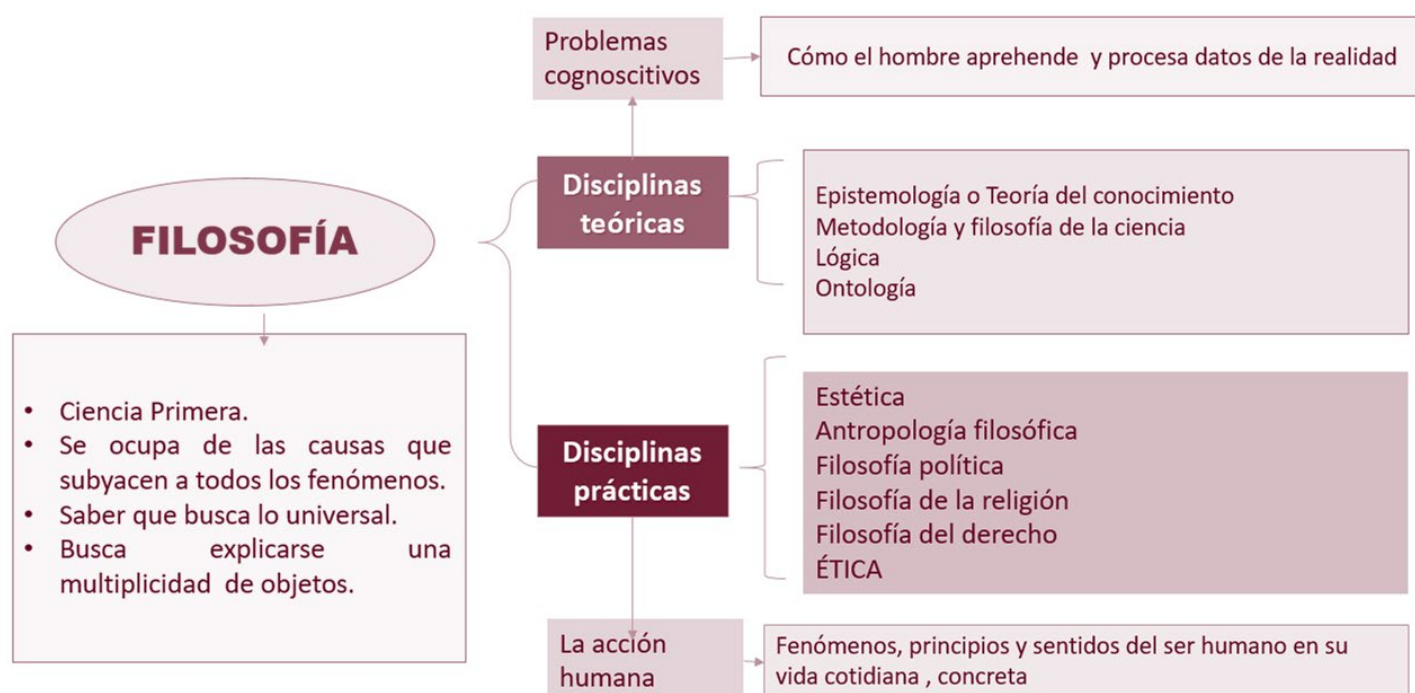 FILOSOFÍA
• Ciencia Primera.
• Se ocupa de las causas que
subyacen a todos los fenómenos.
• Saber que busca lo universal.
• Busca explicarse una
multiplicidad de objetos.
Problemas
cognoscitivos
Cómo el hombre aprehende y procesa datos de la realidad
Disciplinas
teóricas
Epistemología o Teoría del conocimiento
Metodología y filosofía de la ciencia
Lógica
Ontología
Disciplinas
prácticas
Estética
Antropología filosófica
Filosofía política
Filosofía de la religión
Filosofía del derecho
ÉTICA
La acción
humana
Fenómenos, principios y sentidos del ser humano en su
vida cotidiana , concreta